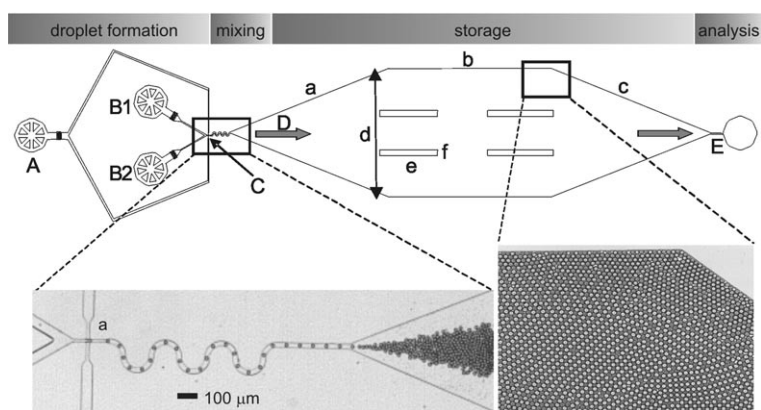 droplet formation mixing storage analysis
b
a c
B1
D
A d E
f
B2 e
C
a
100 μm